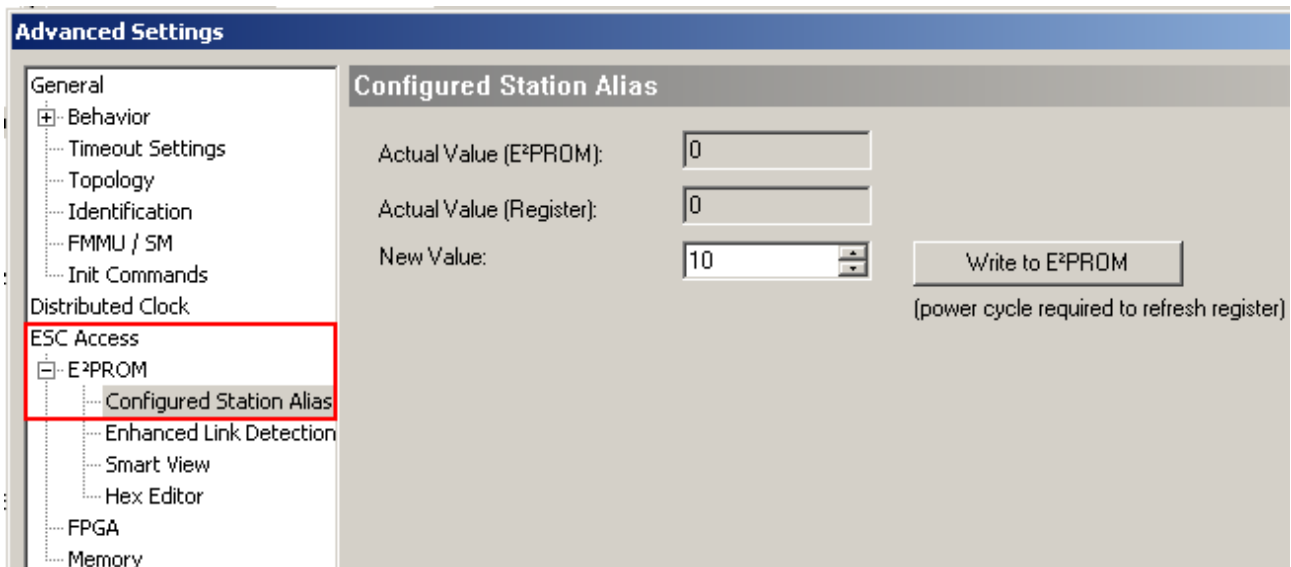 Advanced Settings
General
Behavior
Timeout Settings
Topology
Identification
FMMU / SM
Init Commands
Distributed Clock
ESC Access
E²PROM
Configured Station Alias
Enhanced Link Detection
Smart View
Hex Editor
FPGA
Memory
Configured Station Alias
Actual Value (E²PROM): 0
Actual Value (Register): 0
New Value: 10 Write to E²PROM
(power cycle required to refresh register)